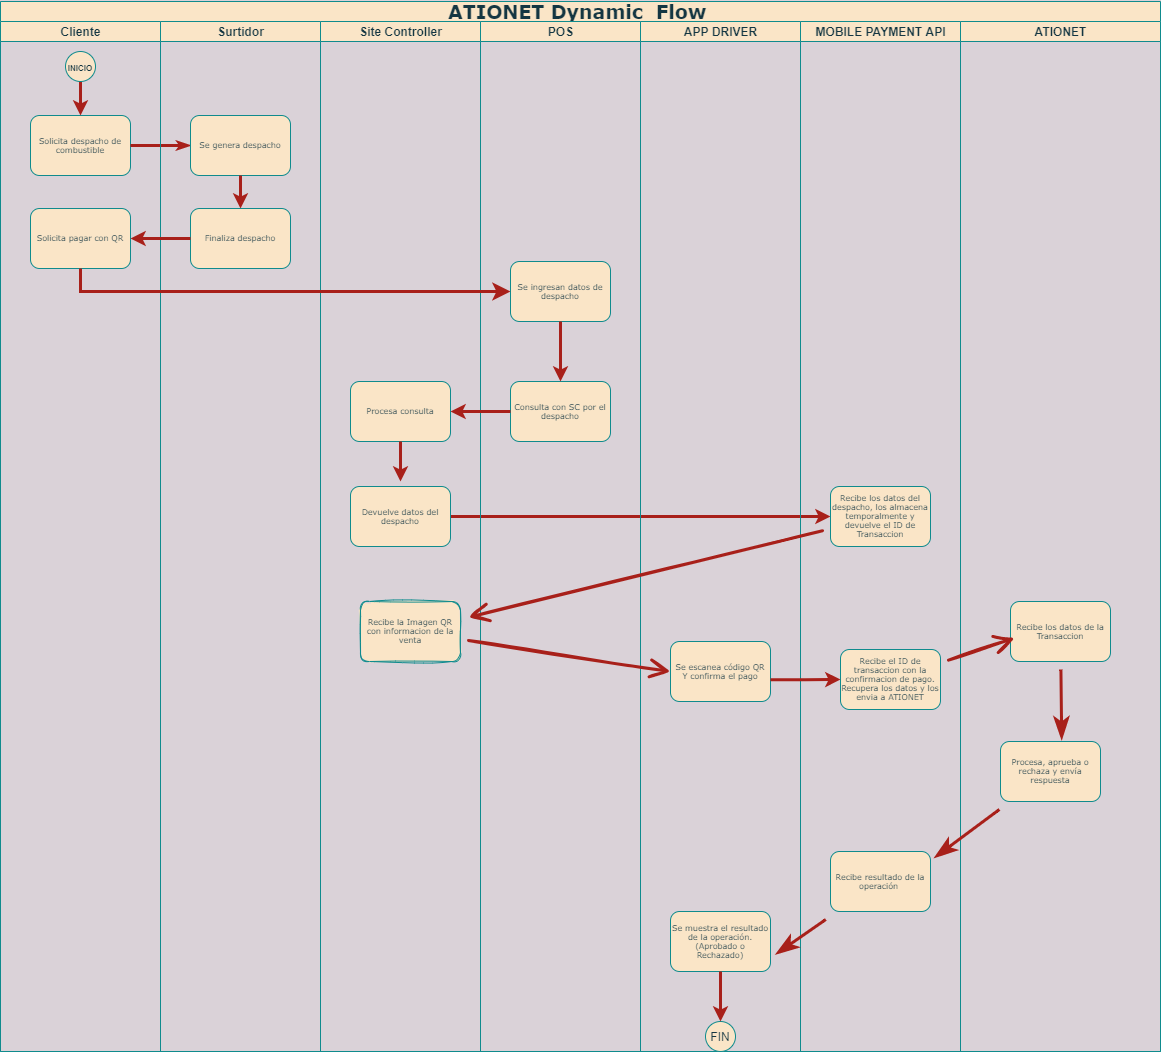 ATIONET Dynamic Flow
Cliente
Surtidor
Site Controller
POS
APP DRIVER
MOBILE PAYMENT API
ATIONET
INICIO
Solicita despacho de
combustible
Se genera despacho
Solicita pagar con QR
Finaliza despacho
Se ingresan datos de
despacho
Procesa consulta
Consulta con SC por el
despacho
Devuelve datos del
despacho
Recibe los datos del
despacho, los almacena
temporalmente y
devuelve el ID de
Transaccion
Recibe la Imagen QR
con informacion de la
venta
Se escanea código QR
Y confirma el pago
Recibe el ID de
transaccion con la
confirmacion de pago.
Recupera los datos y los
envia a ATIONET
Recibe los datos de la
Transaccion
Procesa, aprueba o
rechaza y envía
respuesta
Recibe resultado de la
operación
Se muestra el resultado
de la operación.
(Aprobado o
Rechazado)
FIN